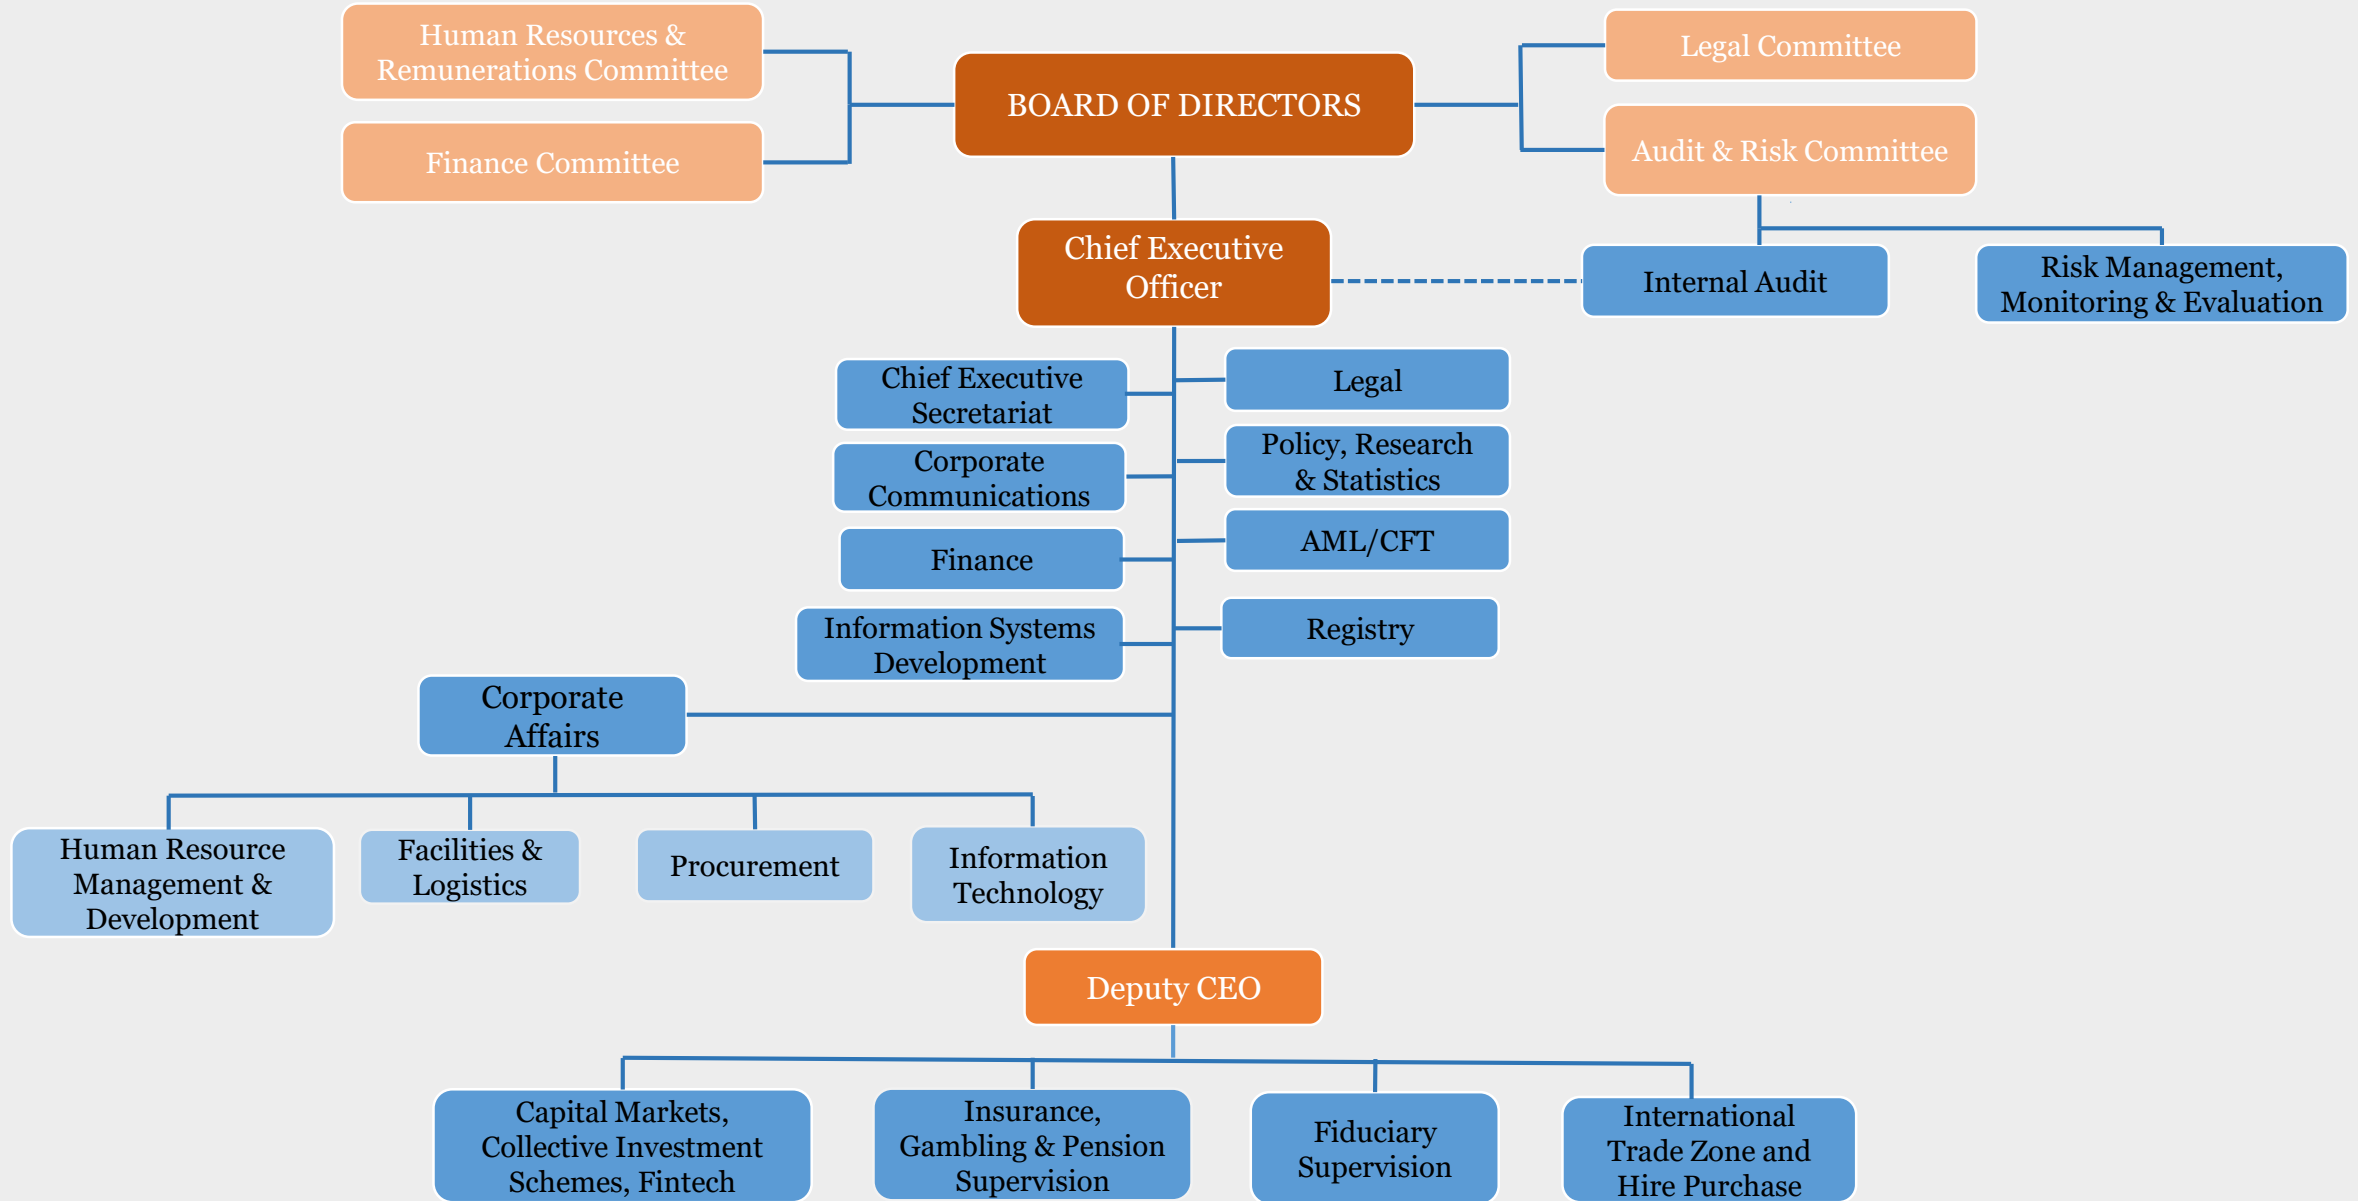 Human Resources &
Remunerations Committee
Finance Committee
BOARD OF DIRECTORS
Legal Committee
Audit & Risk Committee
Chief Executive
Officer
Internal Audit
Risk Management,
Monitoring & Evaluation
Chief Executive
Secretariat
Legal
Corporate
Communications
Policy, Research
& Statistics
Finance
AML/CFT
Information Systems
Development
Registry
Corporate
Affairs
Human Resource
Management &
Development
Facilities &
Logistics
Procurement
Information
Technology
Deputy CEO
Capital Markets,
Collective Investment
Schemes, Fintech
Insurance,
Gambling & Pension
Supervision
Fiduciary
Supervision
International
Trade Zone and
Hire Purchase